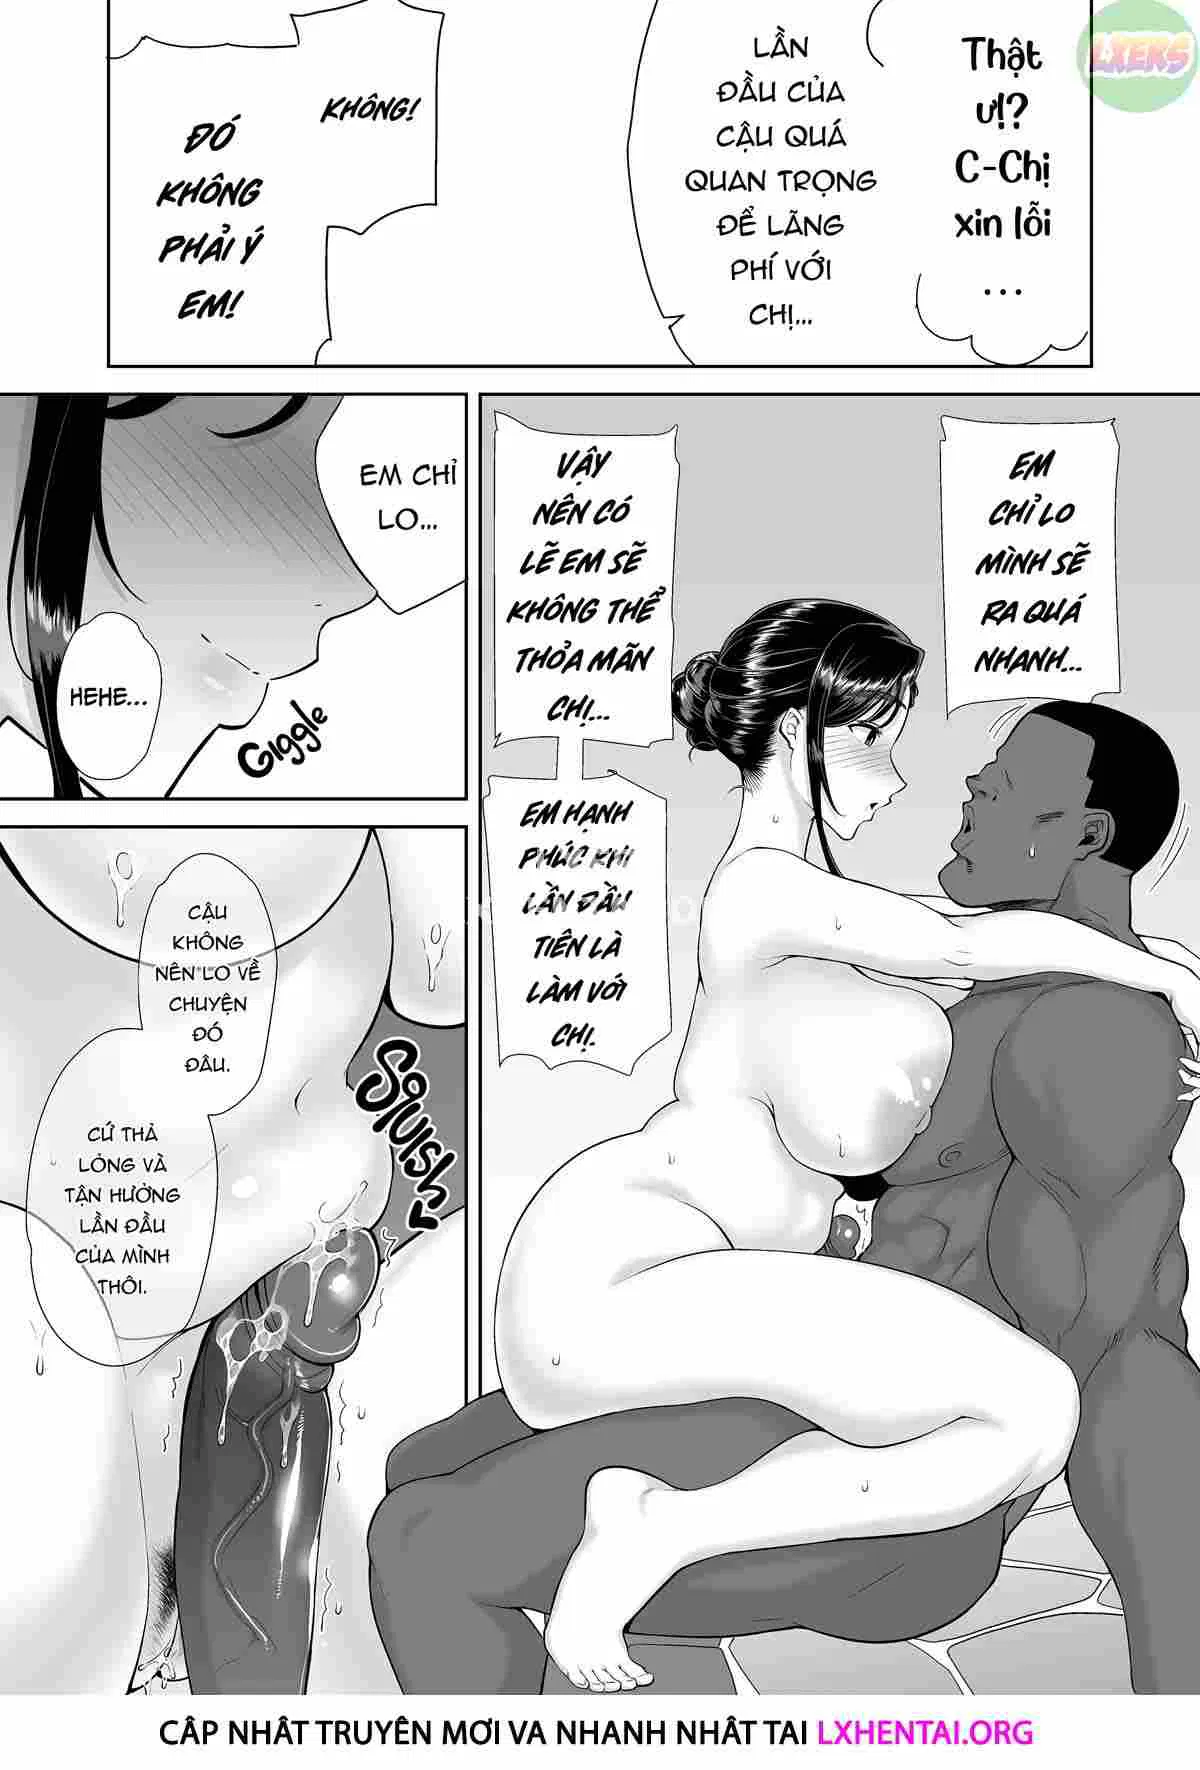 Thật
ư!?
C-Chị
xin lỗi
...
LẦN
ĐẦU CỦA
CẬU QUÁ
QUAN TRỌNG
ĐỂ LÃNG
PHÍ VỚI
CHỊ...
KHÔNG!
ĐÓ
KHÔNG
PHẢI Ý
EM!
EM
CHỈ LO
MÌNH SẼ
RA QUÁ
NHANH...
VẬY
NÊN CÓ
LẼ EM SẼ
KHÔNG THỂ
THỎA MÃN
CHỊ...
EM HẠNH
PHÚC KHI
LẦN ĐẦU
TIÊN LÀ
LÀM VỚI
CHỊ.
EM CHỈ
LO...
HEHE...
GIGGLE
CẬU
KHÔNG
NÊN LO VỀ
CHUYỆN
ĐÓ
ĐÂU.
CỨ THẢ
LỎNG VÀ
TẬN HƯỞNG
LẦN ĐẦU
CỦA MÌNH
THÔI.
SQUISH
LXERS
CẬP NHẬT TRUYỆN MƠI VA NHANH NHẤT TẠI LXHENTAI.ORG